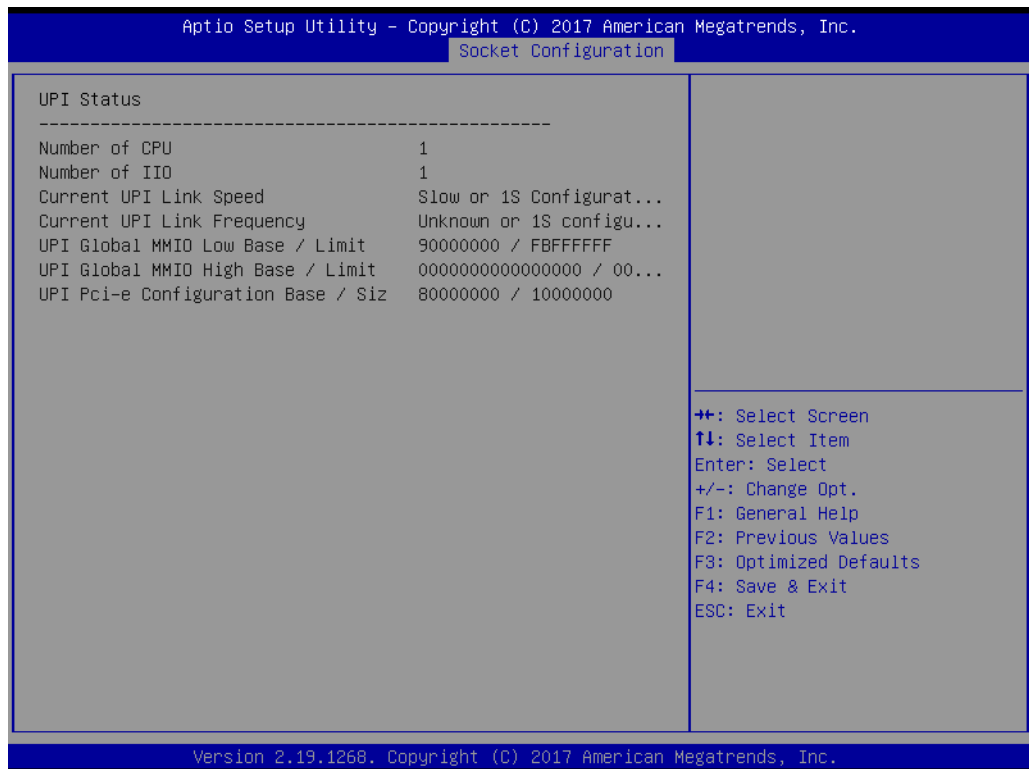 Aptio Setup Utility – Copyright (C) 2017 American Megatrends, Inc.
Socket Configuration
UPI Status
--------------------------------------------------
Number of CPU 1
Number of IIO 1
Current UPI Link Speed Slow or 1S Configurat...
Current UPI Link Frequency Unknown or 1S configu...
UPI Global MMIO Low Base / Limit 90000000 / FBFFFFFF
UPI Global MMIO High Base / Limit 0000000000000000 / 00...
UPI Pci-e Configuration Base / Siz 80000000 / 10000000
→←: Select Screen
↑↓: Select Item
Enter: Select
+/-: Change Opt.
F1: General Help
F2: Previous Values
F3: Optimized Defaults
F4: Save & Exit
ESC: Exit
Version 2.19.1268. Copyright (C) 2017 American Megatrends, Inc.